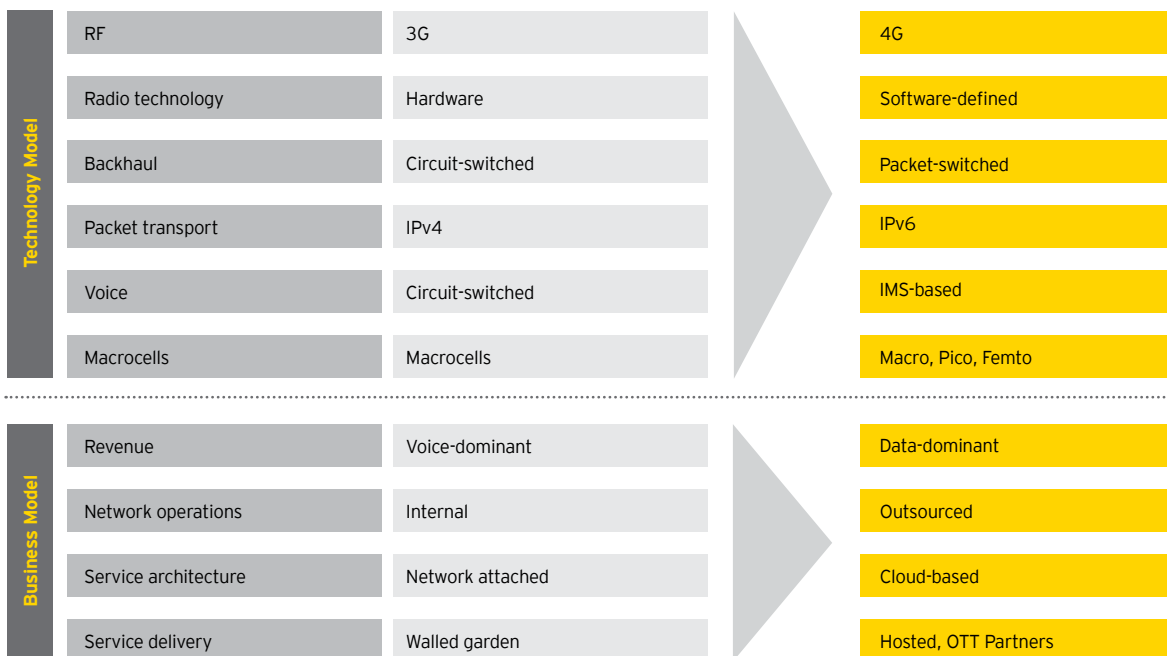 Technology Model
RF 3G 4G
Radio technology Hardware Software-defined
Backhaul Circuit-switched Packet-switched
Packet transport IPv4 IPv6
Voice Circuit-switched IMS-based
Macrocells Macrocells Macro, Pico, Femto
Business Model
Revenue Voice-dominant Data-dominant
Network operations Internal Outsourced
Service architecture Network attached Cloud-based
Service delivery Walled garden Hosted, OTT Partners